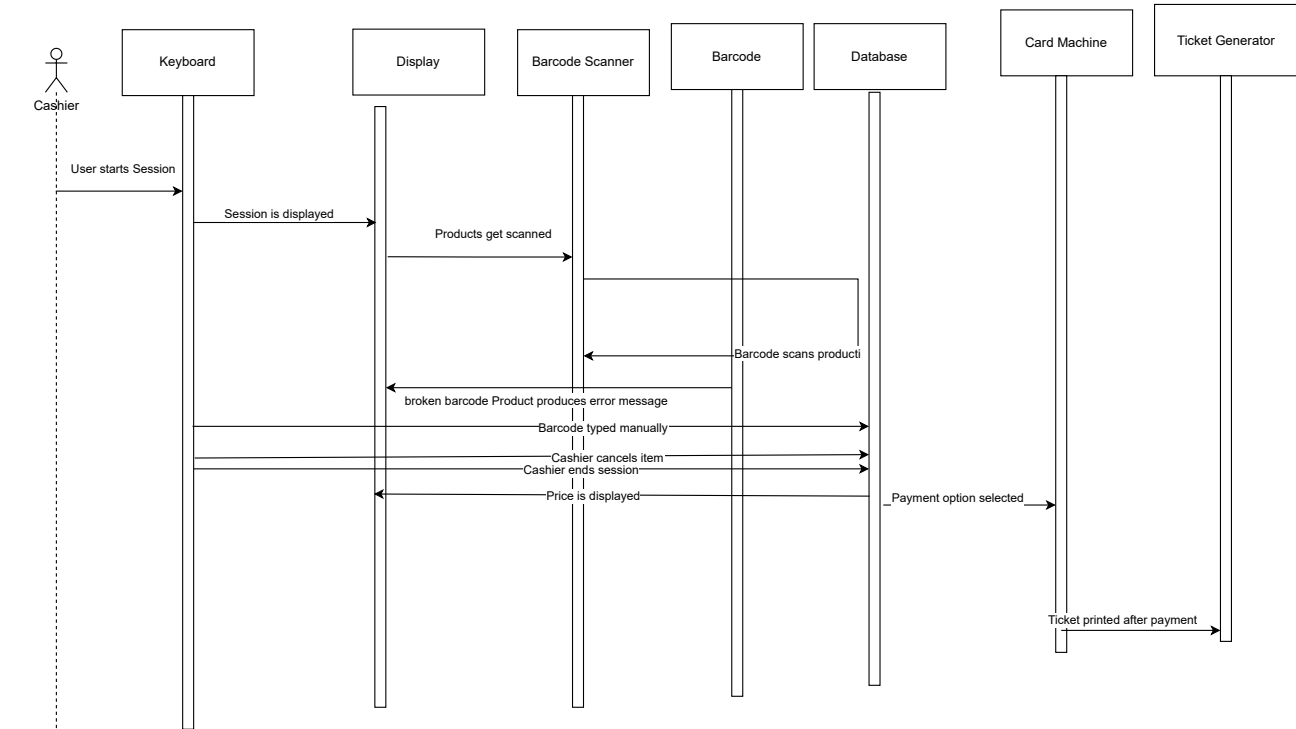 Keyboard
Display
Barcode Scanner
Barcode
Database
Card Machine
Ticket Generator
Cashier
User starts Session
Session is displayed
Products get scanned
Barcode scans producti
broken barcode Product produces error message
Barcode typed manually
Cashier cancels item
Cashier ends session
Price is displayed
Payment option selected
Ticket printed after payment